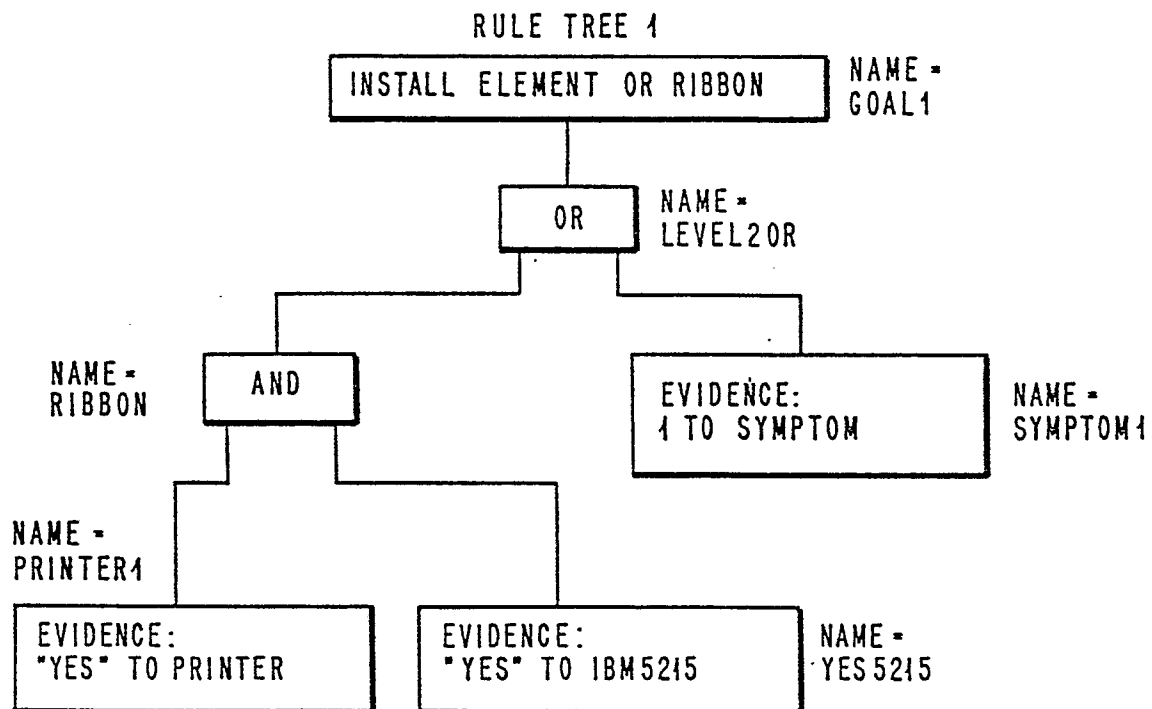 RULE TREE 1
INSTALL ELEMENT OR RIBBON
NAME =
GOAL1
OR
NAME =
LEVEL2OR
NAME =
RIBBON
AND
EVIDENCE:
1 TO SYMPTOM
NAME =
SYMPTOM1
NAME =
PRINTER1
EVIDENCE:
"YES" TO PRINTER
EVIDENCE:
"YES" TO IBM5215
NAME =
YES5215